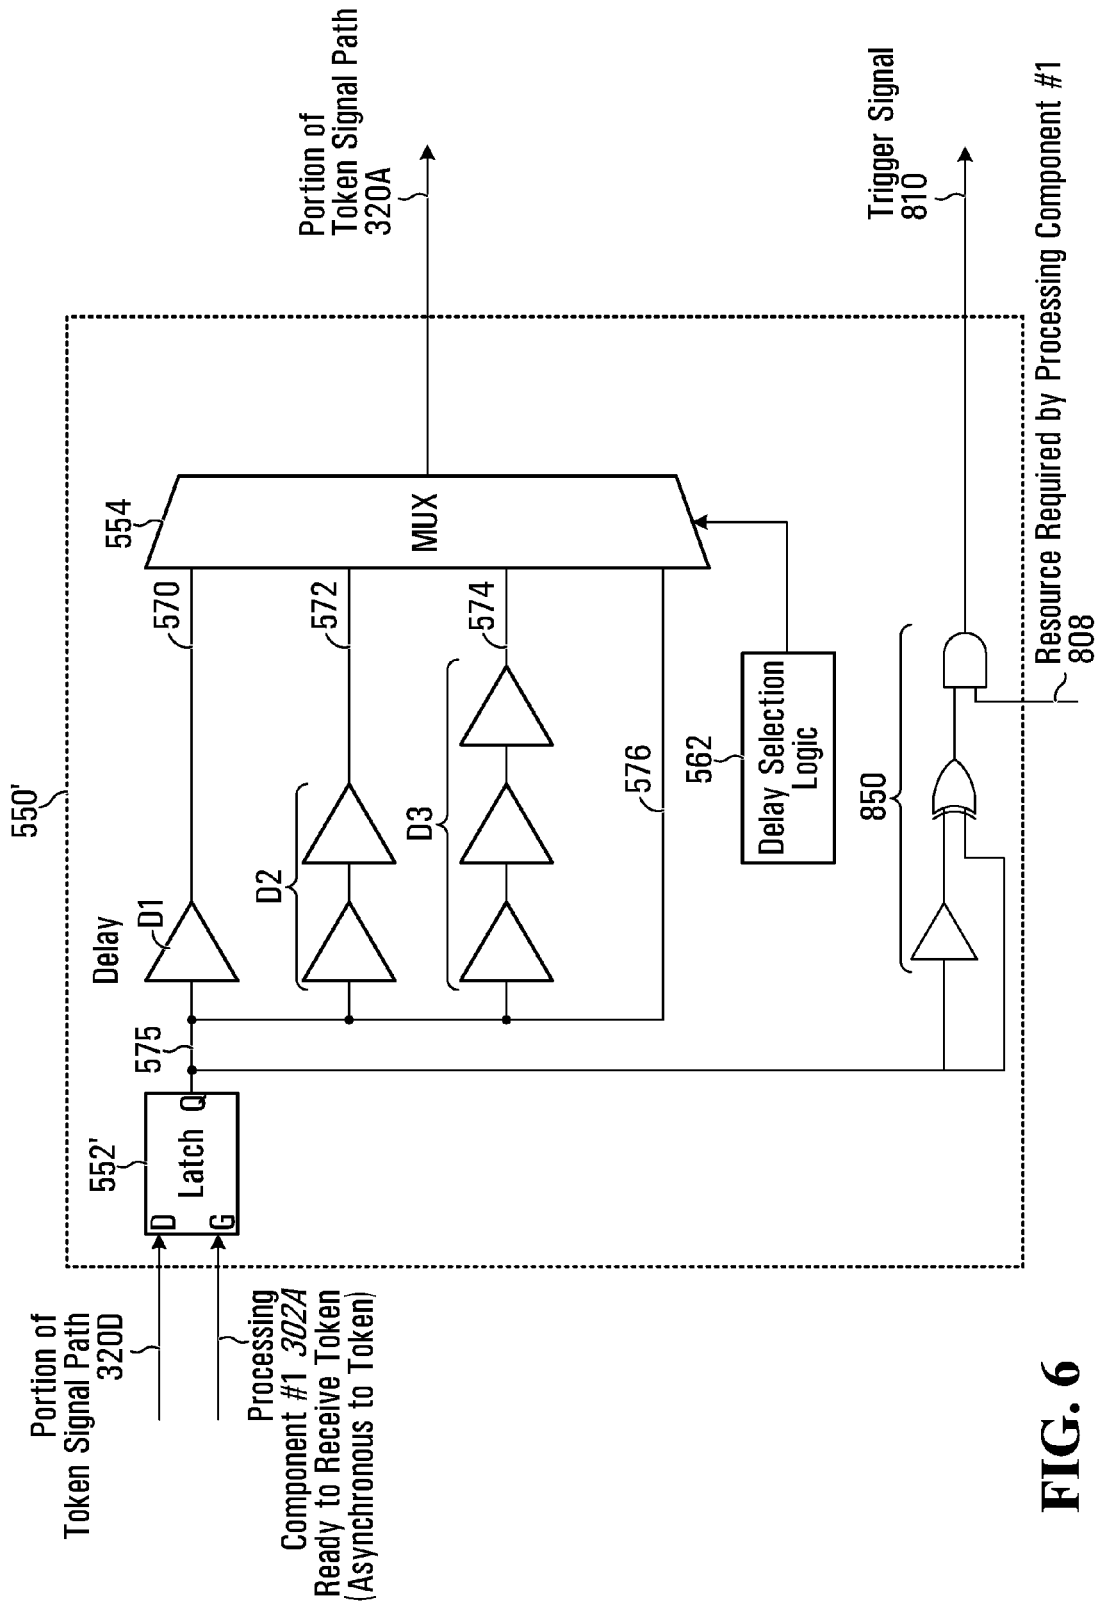 550'
Portion of
Token Signal Path
320D
Processing
Component #1 302A
Ready to Receive Token
(Asynchronous to Token)
552'
D
G
Latch
Q
575
Delay
D1
D2
D3
570
572
574
576
554
MUX
562
Delay Selection
Logic
850
Portion of
Token Signal Path
320A
Trigger Signal
810
Resource Required by Processing Component #1
808
FIG. 6